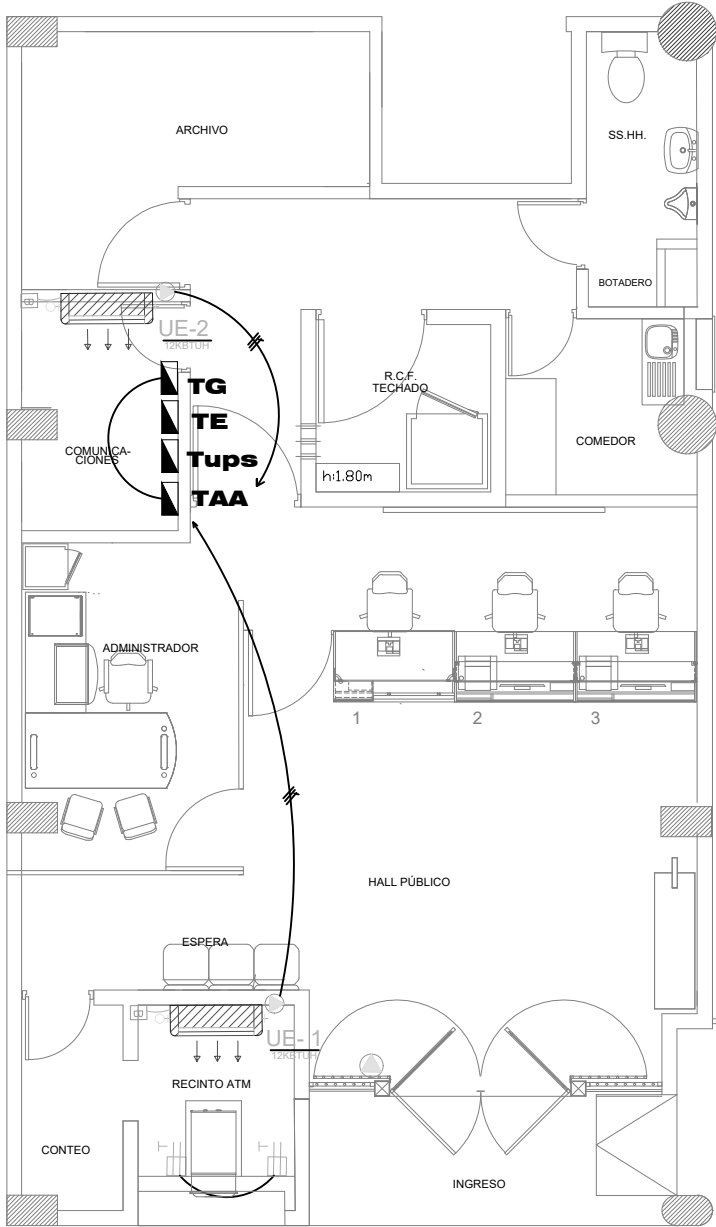 ARCHIVO
SS.HH.
BOTADERO
UE-2
12KBTUH
TG
TE
Tups
TAA
COMUNICA-
CIONES
R.C.F.
TECHADO
h:1.80m
COMEDOR
ADMINISTRADOR
1
2
3
HALL PÚBLICO
ESPERA
UE- 1
12KBTUH
RECINTO ATM
CONTEO
INGRESO